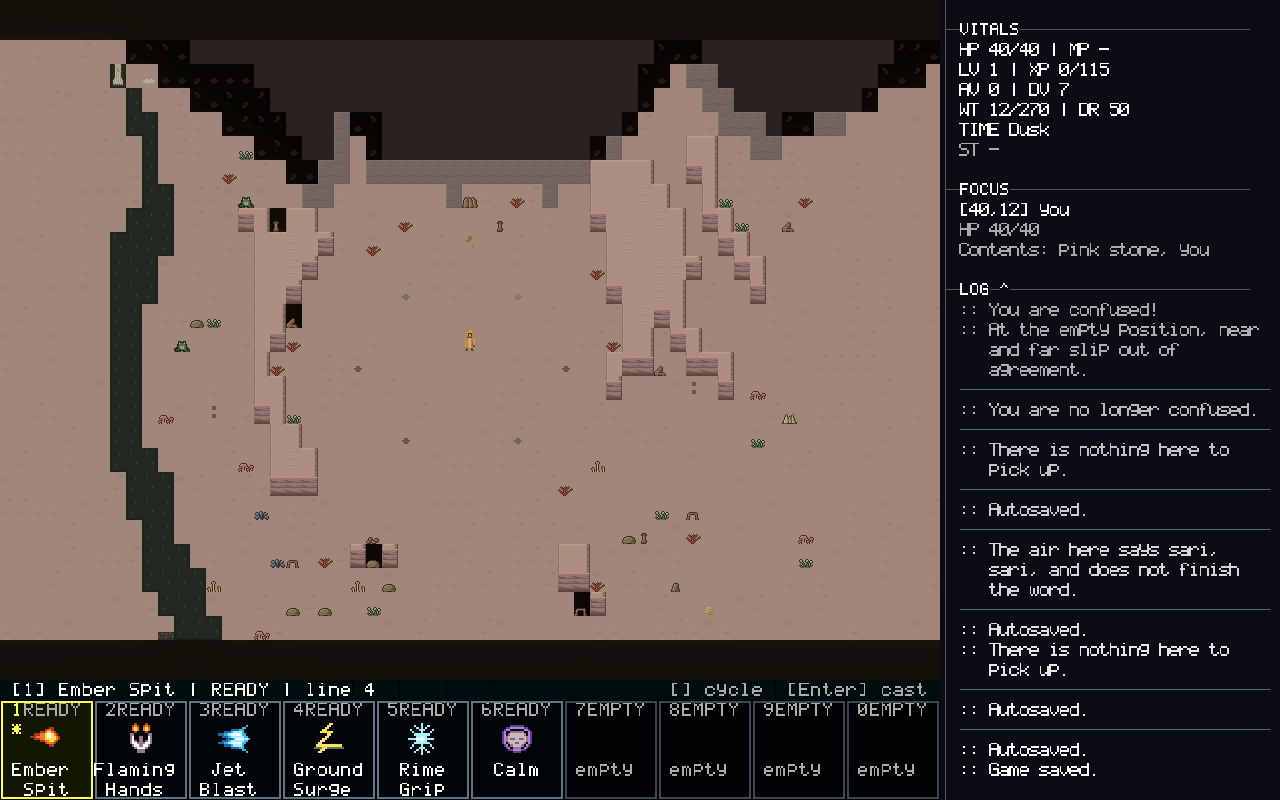 VITALS
HP 40/40 | MP -
LV 1 | XP 0/115
AV 0 | DV 7
WT 12/270 | DR 50
TIME Dusk
ST -
FOCUS
[40,12] You
HP 40/40
Contents: Pink stone, You
LOG ^
:: You are confused!
:: At the empty Position, near
and far slip out of
agreement.
:: You are no longer confused.
:: There is nothing here to
Pick up.
:: Autosaved.
:: The air here says sari,
sari, and does not finish
the word.
:: Autosaved.
:: There is nothing here to
Pick up.
:: Autosaved.
:: Autosaved.
:: Game saved.
[1] Ember Spit | READY | line 4
[] cycle [Enter] cast
1READY 2READY 3READY 4READY 5READY 6READY 7EMPTY 8EMPTY 9EMPTY 0EMPTY
*
Ember Flaming Jet Ground Rime Calm empty empty empty empty
Spit Hands Blast Surge Grip